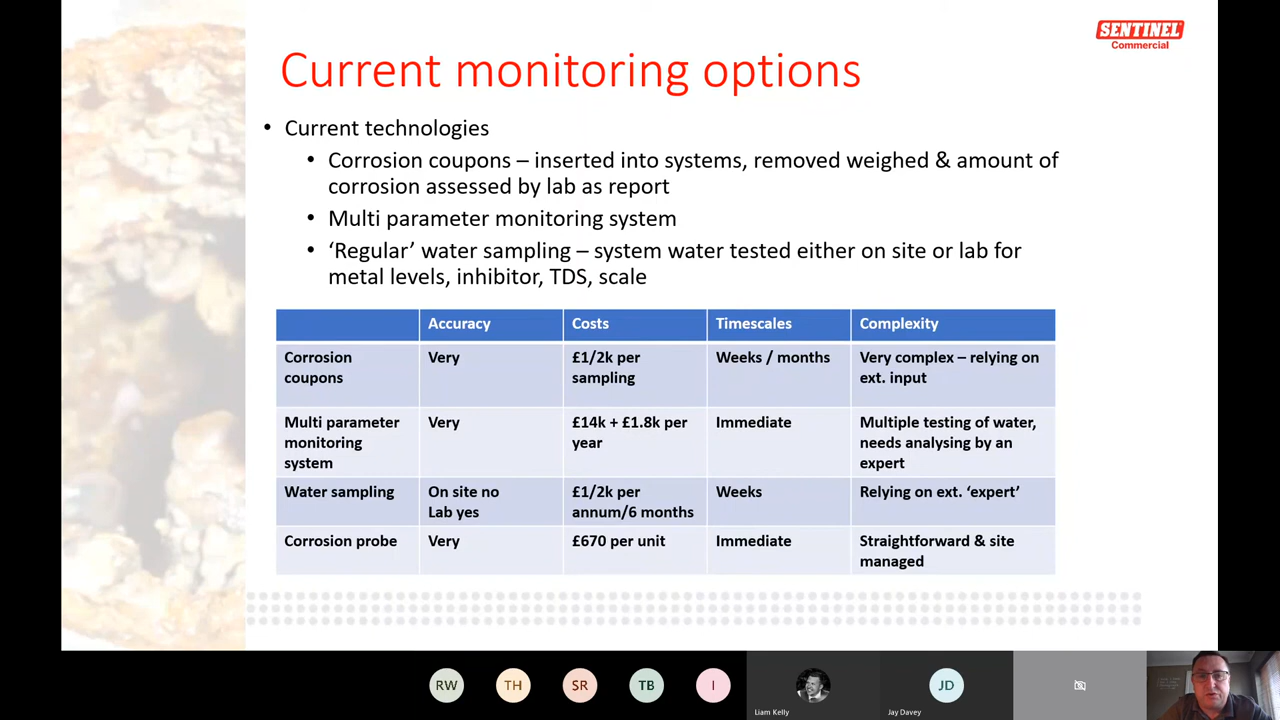 SENTINEL
Commercial
Current monitoring options
• Current technologies
• Corrosion coupons – inserted into systems, removed weighed & amount of
corrosion assessed by lab as report
• Multi parameter monitoring system
• ‘Regular’ water sampling – system water tested either on site or lab for
metal levels, inhibitor, TDS, scale
Accuracy Costs Timescales Complexity
Corrosion Very £1/2k per Weeks / months Very complex – relying on
coupons sampling ext. input
Multi parameter Very £14k + £1.8k per Immediate Multiple testing of water,
monitoring year needs analysing by an
system expert
Water sampling On site no £1/2k per Weeks Relying on ext. ‘expert’
Lab yes annum/6 months
Corrosion probe Very £670 per unit Immediate Straightforward & site
managed
RW TH SR TB I JD
Liam Kelly Jay Davey